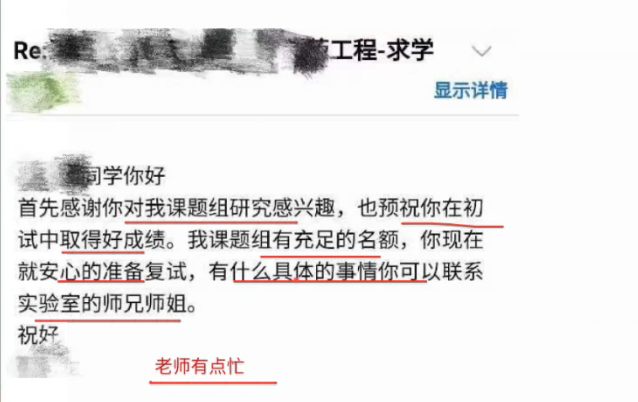 Re: 工程-求学
显示详情
同学你好
首先感谢你对我课题组研究感兴趣，也预祝你在初
试中取得好成绩。我课题组有充足的名额，你现在
就安心的准备复试，有什么具体的事情你可以联系
实验室的师兄师姐。
祝好
老师有点忙